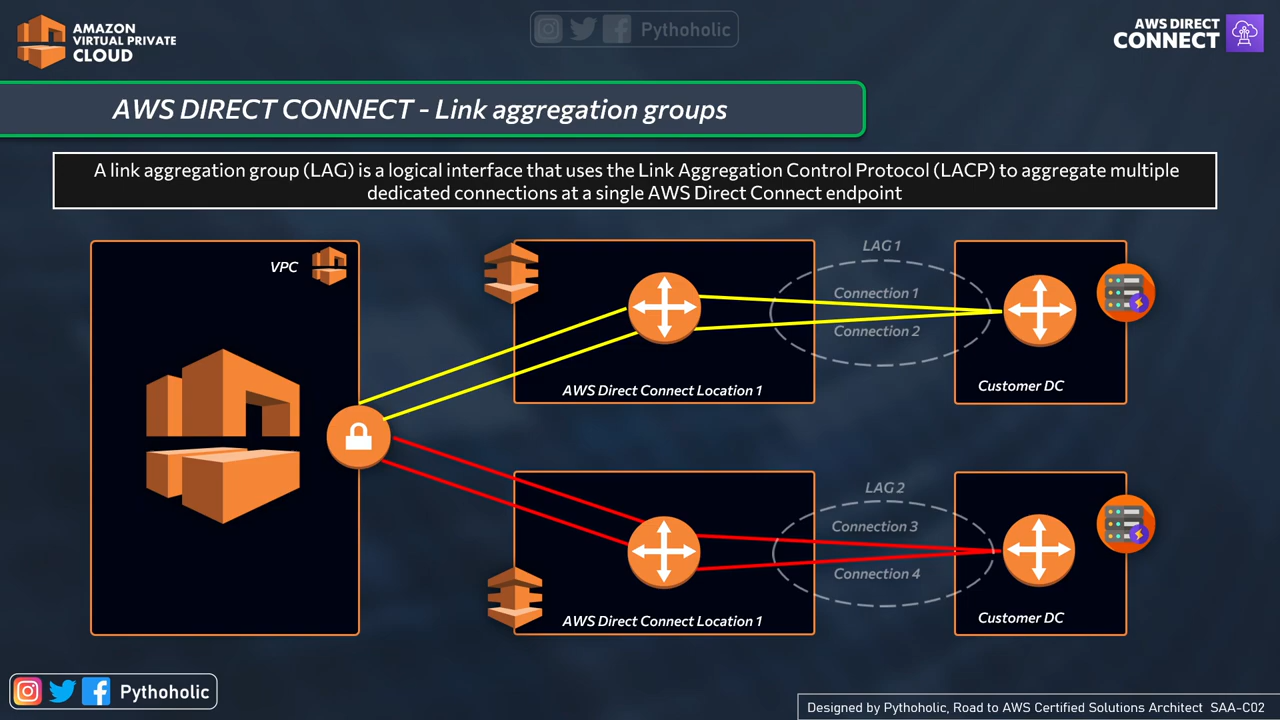 AMAZON
VIRTUAL PRIVATE
CLOUD
Pythoholic
AWS DIRECT
CONNECT
AWS DIRECT CONNECT - Link aggregation groups
A link aggregation group (LAG) is a logical interface that uses the Link Aggregation Control Protocol (LACP) to aggregate multiple
dedicated connections at a single AWS Direct Connect endpoint
VPC
LAG 1
Connection 1
Connection 2
AWS Direct Connect Location 1
Customer DC
LAG 2
Connection 3
Connection 4
AWS Direct Connect Location 1
Customer DC
Pythoholic
Designed by Pythoholic, Road to AWS Certified Solutions Architect SAA-C02